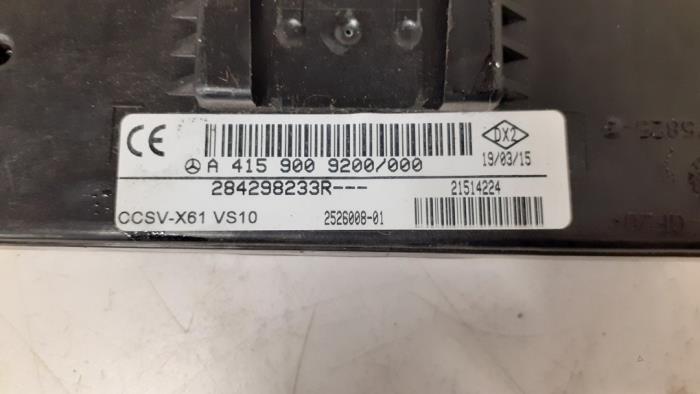 CE
DX2
A 415 900 9200/000
19/03/15
284298233R---
21514224
CCSV-X61 VS10
2526008-01